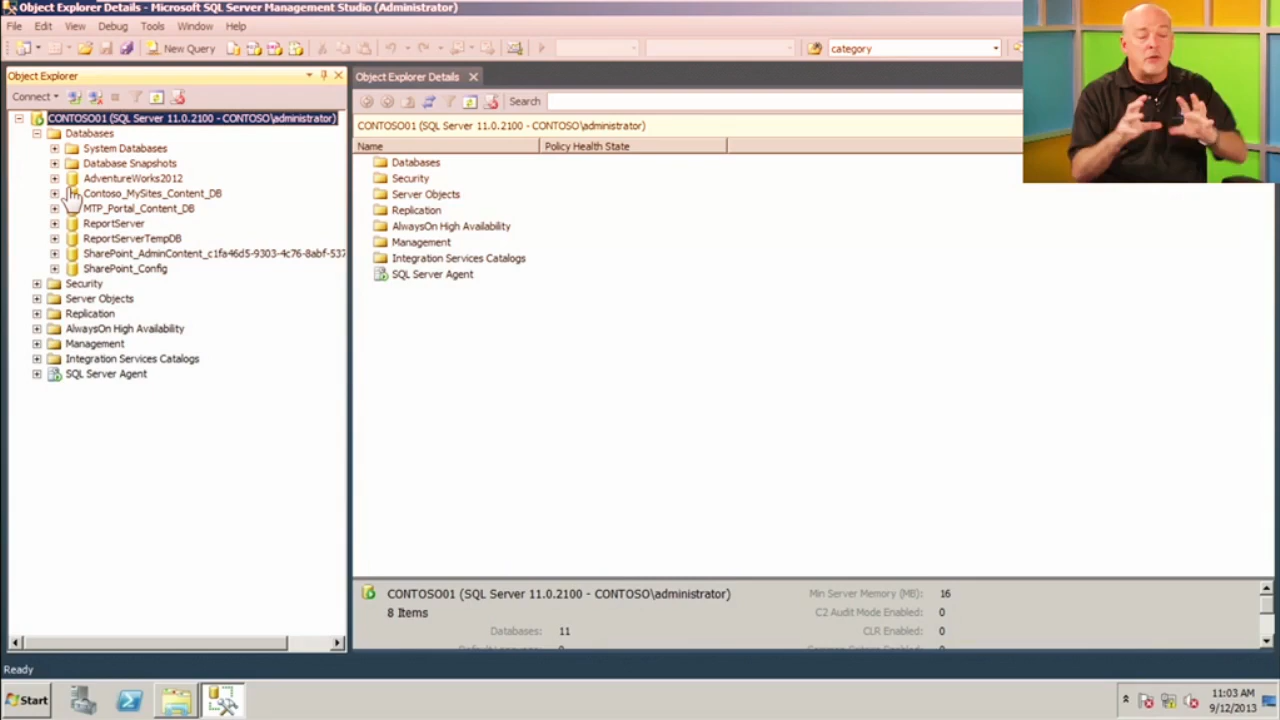 Object Explorer Details - Microsoft SQL Server Management Studio (Administrator)
File Edit View Debug Tools Window Help
New Query
category
Object Explorer
Connect
CONTOSO01 (SQL Server 11.0.2100 - CONTOSO\administrator)
Databases
System Databases
Database Snapshots
AdventureWorks2012
Contoso_MySites_Content_DB
MTP_Portal_Content_DB
ReportServer
ReportServerTempDB
SharePoint_AdminContent_c1fa46d5-9303-4c76-8abf-537
SharePoint_Config
Security
Server Objects
Replication
AlwaysOn High Availability
Management
Integration Services Catalogs
SQL Server Agent
Object Explorer Details
Search
CONTOSO01 (SQL Server 11.0.2100 - CONTOSO\administrator)
Name Policy Health State
Databases
Security
Server Objects
Replication
AlwaysOn High Availability
Management
Integration Services Catalogs
SQL Server Agent
CONTOSO01 (SQL Server 11.0.2100 - CONTOSO\administrator)
8 Items
Databases: 11
Min Server Memory (MB): 16
C2 Audit Mode Enabled: 0
CLR Enabled: 0
Ready
Start
11:03 AM
9/12/2013